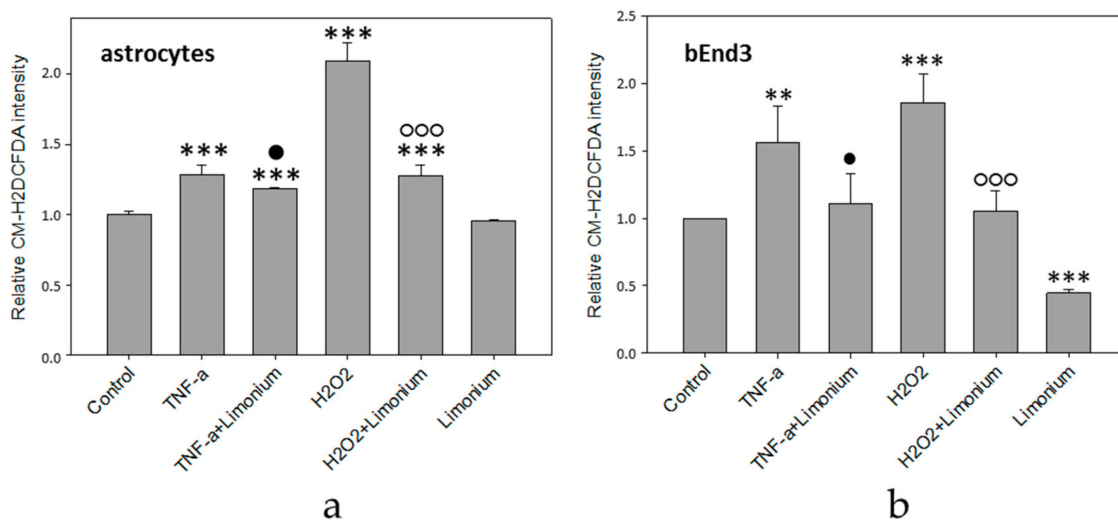 Relative CM-H2DCFDA intensity
astrocytes
2.0
1.5
1.0
0.5
0.0
***
***
●
***
***
○○○
***
Control
TNF-a
TNF-a+Limonium
H2O2
H2O2+Limonium
Limonium
a
Relative CM-H2DCFDA intensity
bEnd3
2.5
2.0
1.5
1.0
0.5
0.0
**
●
***
○○○
***
Control
TNF-a
TNF-a+Limonium
H2O2
H2O2+Limonium
Limonium
b